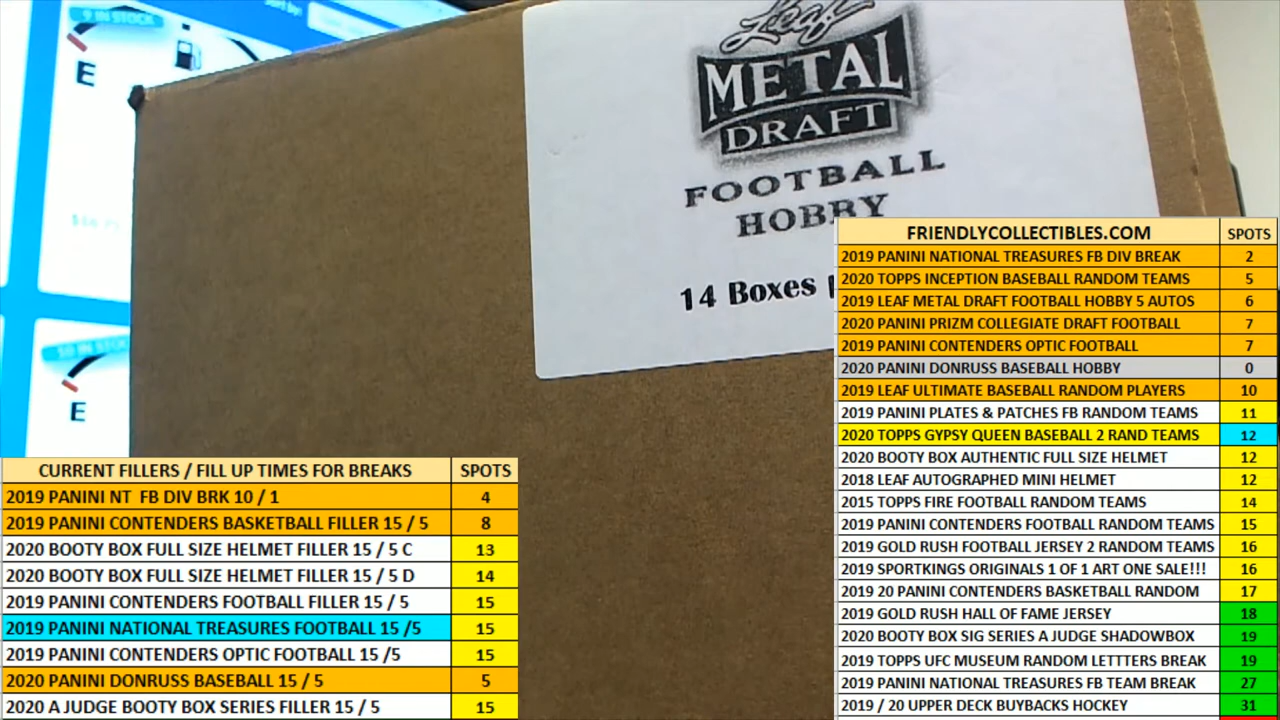 9 IN STOCK
E
10 IN STOCK
E
Leaf
METAL
DRAFT
FOOTBALL
HOBBY
14 Boxes
FRIENDLYCOLLECTIBLES.COM SPOTS
2019 PANINI NATIONAL TREASURES FB DIV BREAK 2
2020 TOPPS INCEPTION BASEBALL RANDOM TEAMS 5
2019 LEAF METAL DRAFT FOOTBALL HOBBY 5 AUTOS 6
2020 PANINI PRIZM COLLEGIATE DRAFT FOOTBALL 7
2019 PANINI CONTENDERS OPTIC FOOTBALL 7
2020 PANINI DONRUSS BASEBALL HOBBY 0
2019 LEAF ULTIMATE BASEBALL RANDOM PLAYERS 10
2019 PANINI PLATES & PATCHES FB RANDOM TEAMS 11
2020 TOPPS GYPSY QUEEN BASEBALL 2 RAND TEAMS 12
2020 BOOTY BOX AUTHENTIC FULL SIZE HELMET 12
2018 LEAF AUTOGRAPHED MINI HELMET 12
2015 TOPPS FIRE FOOTBALL RANDOM TEAMS 14
2019 PANINI CONTENDERS FOOTBALL RANDOM TEAMS 15
2019 GOLD RUSH FOOTBALL JERSEY 2 RANDOM TEAMS 16
2019 SPORTKINGS ORIGINALS 1 OF 1 ART ONE SALE!!! 16
2019 20 PANINI CONTENDERS BASKETBALL RANDOM 17
2019 GOLD RUSH HALL OF FAME JERSEY 18
2020 BOOTY BOX SIG SERIES A JUDGE SHADOWBOX 19
2019 TOPPS UFC MUSEUM RANDOM LETTTERS BREAK 19
2019 PANINI NATIONAL TREASURES FB TEAM BREAK 27
2019 / 20 UPPER DECK BUYBACKS HOCKEY 31
CURRENT FILLERS / FILL UP TIMES FOR BREAKS SPOTS
2019 PANINI NT FB DIV BRK 10 / 1 4
2019 PANINI CONTENDERS BASKETBALL FILLER 15 / 5 8
2020 BOOTY BOX FULL SIZE HELMET FILLER 15 / 5 C 13
2020 BOOTY BOX FULL SIZE HELMET FILLER 15 / 5 D 14
2019 PANINI CONTENDERS FOOTBALL FILLER 15 / 5 15
2019 PANINI NATIONAL TREASURES FOOTBALL 15 /5 15
2019 PANINI CONTENDERS OPTIC FOOTBALL 15 /5 15
2020 PANINI DONRUSS BASEBALL 15 / 5 5
2020 A JUDGE BOOTY BOX SERIES FILLER 15 / 5 15